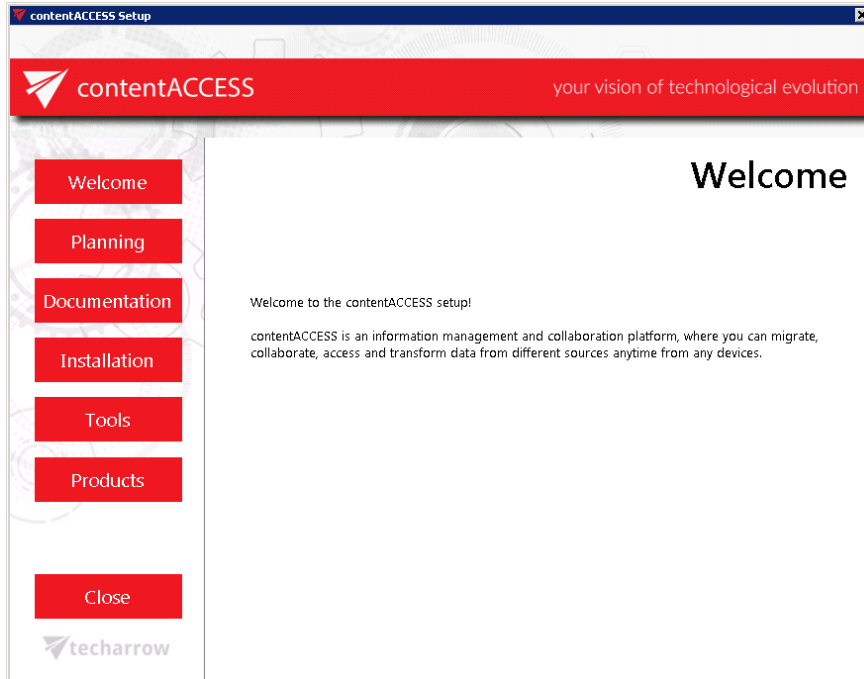 contentACCESS Setup
contentACCESS
your vision of technological evolution
Welcome
Planning
Documentation
Installation
Tools
Products
Close
techarrow
Welcome
Welcome to the contentACCESS setup!
contentACCESS is an information management and collaboration platform, where you can migrate,
collaborate, access and transform data from different sources anytime from any devices.